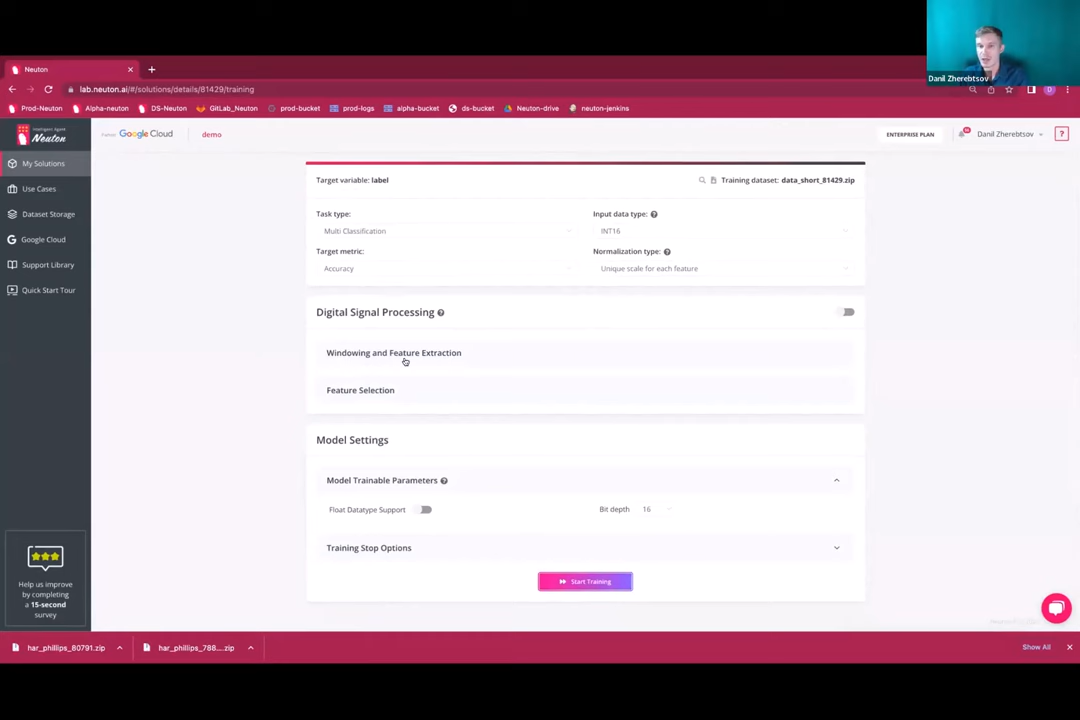 Danil Zherebtsov
Neuton
lab.neuton.ai/#/solutions/details/81429/training
Prod-Neuton Alpha-neuton DS-Neuton GitLab_Neuton prod-bucket prod-logs alpha-bucket ds-bucket Neuton-drive neuton-jenkins
Neuton
Google Cloud
demo
ENTERPRISE PLAN
Danil Zherebtsov
?
My Solutions
Use Cases
Dataset Storage
Google Cloud
Support Library
Quick Start Tour
Target variable: label
Training dataset: data_short_81429.zip
Task type:
Input data type: ?
Multi Classification
INT16
Target metric:
Normalization type: ?
Accuracy
Unique scale for each feature
Digital Signal Processing ?
Windowing and Feature Extraction
Feature Selection
Model Settings
Model Trainable Parameters ?
Float Datatype Support
Bit depth 16
Training Stop Options
Start Training
Help us improve
by completing
a 15-second
survey
har_phillips_80791.zip
har_phillips_788....zip
Show All